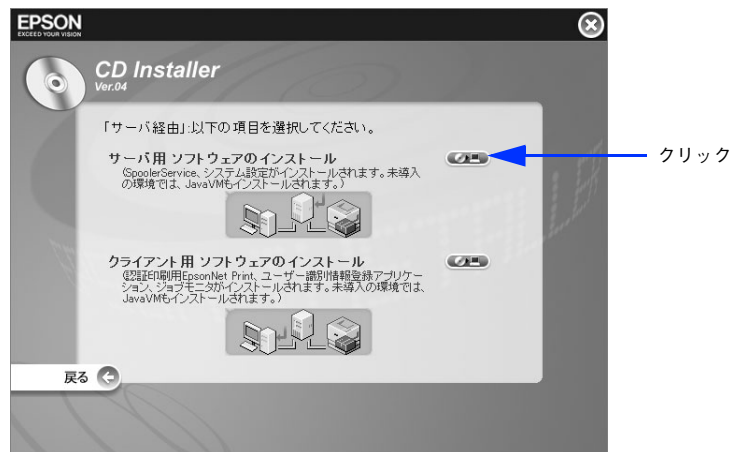 EPSON
EXCEED YOUR VISION
CD Installer
Ver.04
「サーバ経由」:以下の項目を選択してください。
サーバ用 ソフトウェアのインストール
(SpoolerService、システム設定がインストールされます。未導入
の環境では、JavaVMもインストールされます。)
クリック
クライアント用 ソフトウェアのインストール
(認証印刷用EpsonNet Print、ユーザー識別情報登録アプリケー
ション、ジョブモニタがインストールされます。未導入の環境では、
JavaVMもインストールされます。)
戻る